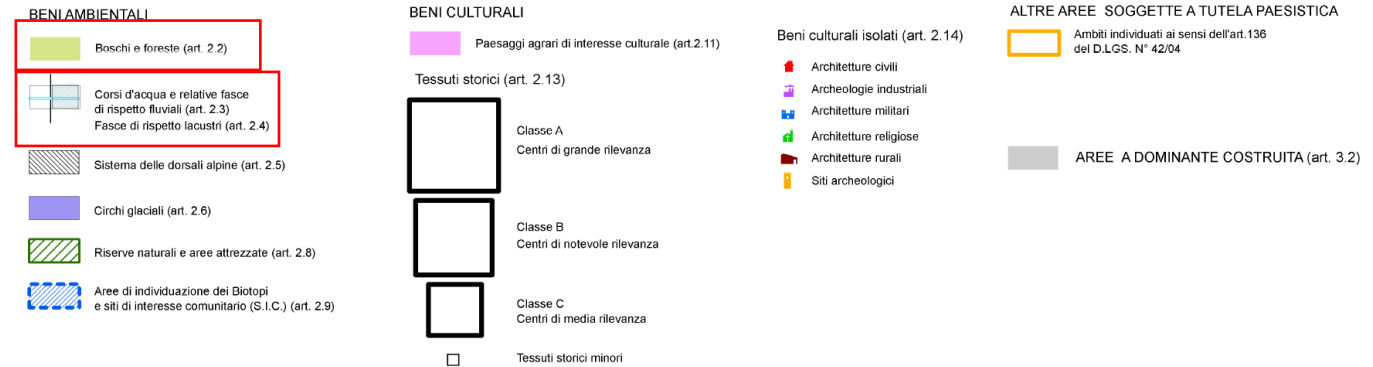 BENI AMBIENTALI
Boschi e foreste (art. 2.2)
Corsi d'acqua e relative fasce
di rispetto fluviali (art. 2.3)
Fasce di rispetto lacustri (art. 2.4)
Sistema delle dorsali alpine (art. 2.5)
Circhi glaciali (art. 2.6)
Riserve naturali e aree attrezzate (art. 2.8)
Aree di individuazione dei Biotopi
e siti di interesse comunitario (S.I.C.) (art. 2.9)
BENI CULTURALI
Paesaggi agrari di interesse culturale (art.2.11)
Tessuti storici (art. 2.13)
Classe A
Centri di grande rilevanza
Classe B
Centri di notevole rilevanza
Classe C
Centri di media rilevanza
Tessuti storici minori
Beni culturali isolati (art. 2.14)
Architetture civili
Archeologie industriali
Architetture militari
Architetture religiose
Architetture rurali
Siti archeologici
ALTRE AREE SOGGETTE A TUTELA PAESISTICA
Ambiti individuati ai sensi dell'art.136
del D.LGS. N° 42/04
AREE A DOMINANTE COSTRUITA (art. 3.2)